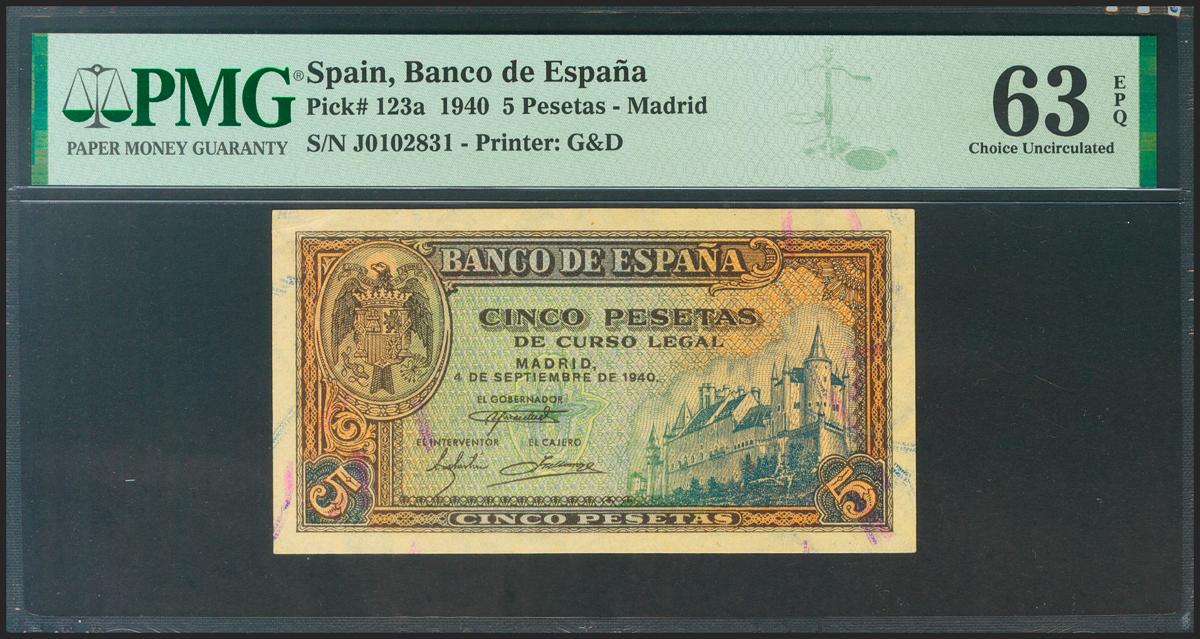 PMG®
PAPER MONEY GUARANTY
Spain, Banco de España
Pick# 123a 1940 5 Pesetas - Madrid
S/N J0102831 - Printer: G&D
63
EPQ
Choice Uncirculated
BANCO DE ESPAÑA
CINCO PESETAS
DE CURSO LEGAL
MADRID,
4 DE SEPTIEMBRE DE 1940.
EL GOBERNADOR
EL INTERVENTOR EL CAJERO
5 5
CINCO PESETAS